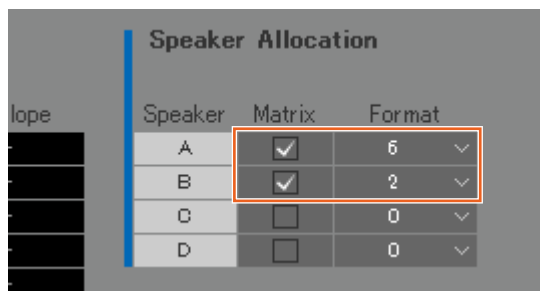 Speaker Allocation
lope Speaker Matrix Format
A 6
B 2
C 0
D 0